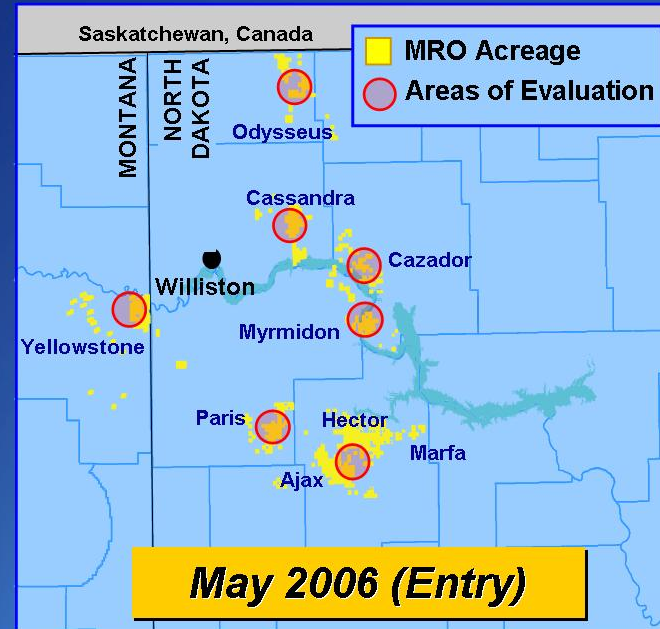 Saskatchewan, Canada
MRO Acreage
Areas of Evaluation
MONTANA
NORTH
DAKOTA
Odysseus
Cassandra
Cazador
Williston
Myrmidon
Yellowstone
Paris
Hector
Marfa
Ajax
May 2006 (Entry)